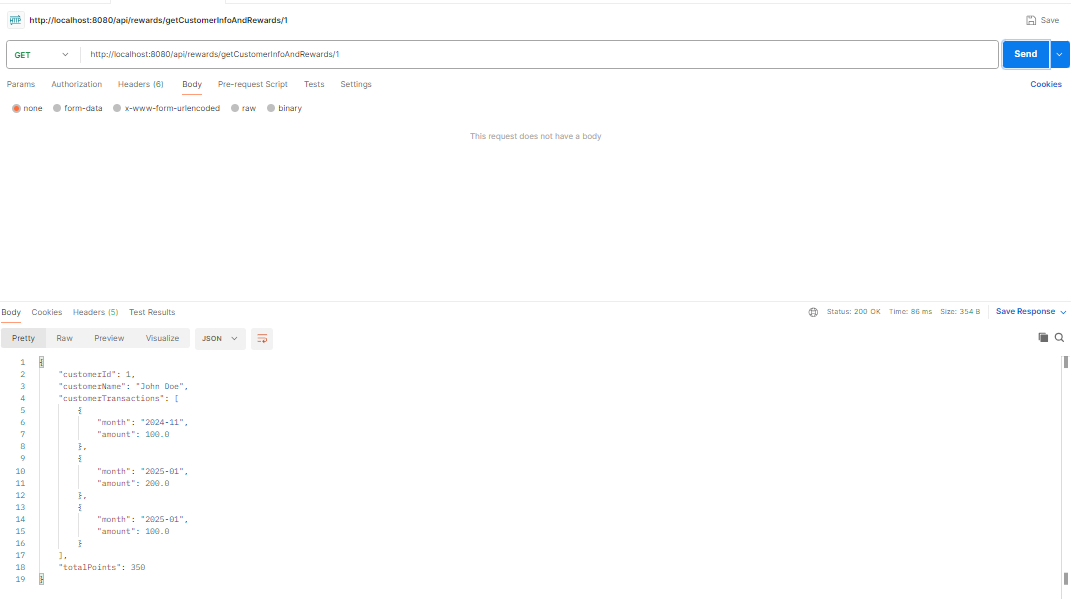 HTTP http://localhost:8080/api/rewards/getCustomerInfoAndRewards/1 Save
GET http://localhost:8080/api/rewards/getCustomerInfoAndRewards/1 Send
Params Authorization Headers (6) Body Pre-request Script Tests Settings Cookies
none form-data x-www-form-urlencoded raw binary
This request does not have a body
Body Cookies Headers (5) Test Results Status: 200 OK Time: 86 ms Size: 354 B Save Response
Pretty Raw Preview Visualize JSON
1 {
2 "customerId": 1,
3 "customerName": "John Doe",
4 "customerTransactions": [
5 {
6 "month": "2024-11",
7 "amount": 100.0
8 },
9 {
10 "month": "2025-01",
11 "amount": 200.0
12 },
13 {
14 "month": "2025-01",
15 "amount": 100.0
16 }
17 ],
18 "totalPoints": 350
19 }